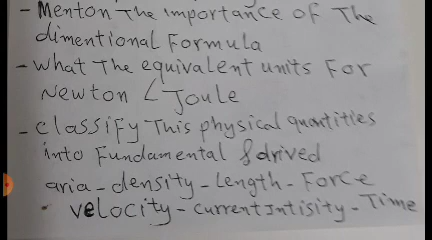 - Menton The importance of The
dimentional Formula
- what The equivalent units For
Newton & Joule
- classify This physical quantities
into Fundamental & drived
aria - density - Length - Force
- velocity - current intisity - Time